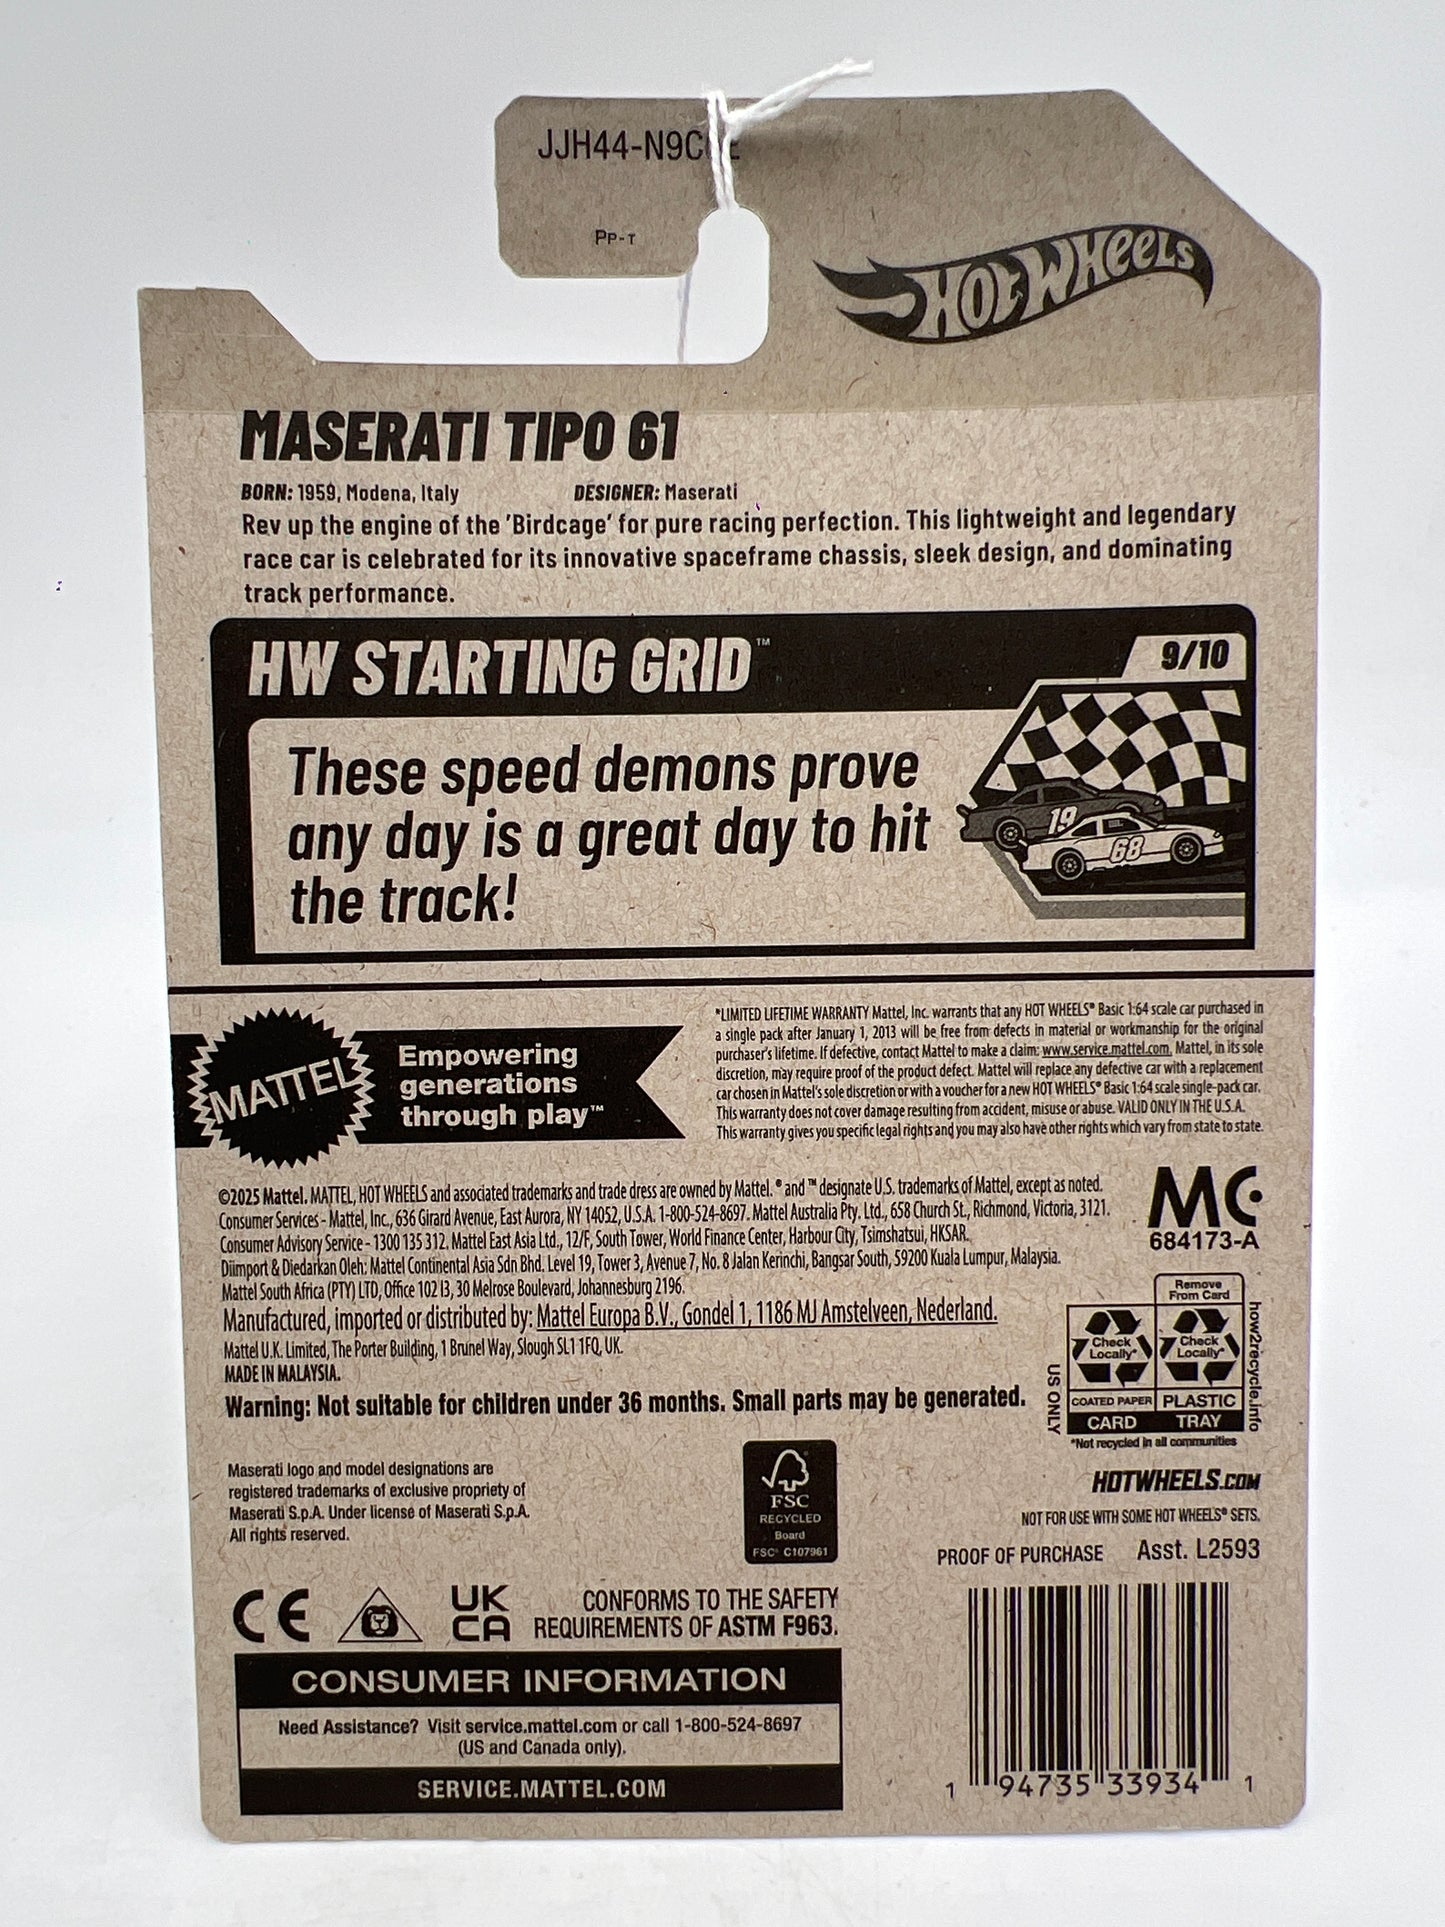 JJH44-N9C
PP-T
HOT WHEELS
MASERATI TIPO 61
BORN: 1959, Modena, Italy DESIGNER: Maserati
Rev up the engine of the 'Birdcage' for pure racing perfection. This lightweight and legendary
race car is celebrated for its innovative spaceframe chassis, sleek design, and dominating
track performance.
HW STARTING GRID™ 9/10
These speed demons prove
any day is a great day to hit
the track!
19
68
MATTEL
Empowering
generations
through play™
*LIMITED LIFETIME WARRANTY Mattel, Inc. warrants that any HOT WHEELS® Basic 1:64 scale car purchased in
a single pack after January 1, 2013 will be free from defects in material or workmanship for the original
purchaser's lifetime. If defective, contact Mattel to make a claim: www.service.mattel.com. Mattel, in its sole
discretion, may require proof of the product defect. Mattel will replace any defective car with a replacement
car chosen in Mattel's sole discretion or with a voucher for a new HOT WHEELS® Basic 1:64 scale single-pack car.
This warranty does not cover damage resulting from accident, misuse or abuse. VALID ONLY IN THE U.S.A.
This warranty gives you specific legal rights and you may also have other rights which vary from state to state.
©2025 Mattel. MATTEL, HOT WHEELS and associated trademarks and trade dress are owned by Mattel. ® and ™ designate U.S. trademarks of Mattel, except as noted.
Consumer Services - Mattel, Inc., 636 Girard Avenue, East Aurora, NY 14052, U.S.A. 1-800-524-8697. Mattel Australia Pty. Ltd., 658 Church St., Richmond, Victoria, 3121.
Consumer Advisory Service - 1300 135 312. Mattel East Asia Ltd., 12/F, South Tower, World Finance Center, Harbour City, Tsimshatsui, HKSAR.
Diimport & Diedarkan Oleh: Mattel Continental Asia Sdn Bhd. Level 19, Tower 3, Avenue 7, No. 8 Jalan Kerinchi, Bangsar South, 59200 Kuala Lumpur, Malaysia.
Mattel South Africa (PTY) LTD, Office 102 I3, 30 Melrose Boulevard, Johannesburg 2196.
Manufactured, imported or distributed by: Mattel Europa B.V., Gondel 1, 1186 MJ Amstelveen, Nederland.
Mattel U.K. Limited, The Porter Building, 1 Brunel Way, Slough SL1 1FQ, UK.
MADE IN MALAYSIA.
Warning: Not suitable for children under 36 months. Small parts may be generated.
MC
684173-A
Remove
From Card
Check
Locally*
Check
Locally*
COATED PAPER PLASTIC
CARD TRAY
US ONLY
how2recycle.info
*Not recycled in all communities
Maserati logo and model designations are
registered trademarks of exclusive propriety of
Maserati S.p.A. Under license of Maserati S.p.A.
All rights reserved.
FSC
RECYCLED
Board
FSC® C107961
HOTWHEELS.COM
NOT FOR USE WITH SOME HOT WHEELS® SETS.
PROOF OF PURCHASE Asst. L2593
CE
UK
CA
CONFORMS TO THE SAFETY
REQUIREMENTS OF ASTM F963.
CONSUMER INFORMATION
Need Assistance? Visit service.mattel.com or call 1-800-524-8697
(US and Canada only).
SERVICE.MATTEL.COM
1 94735 33934 1